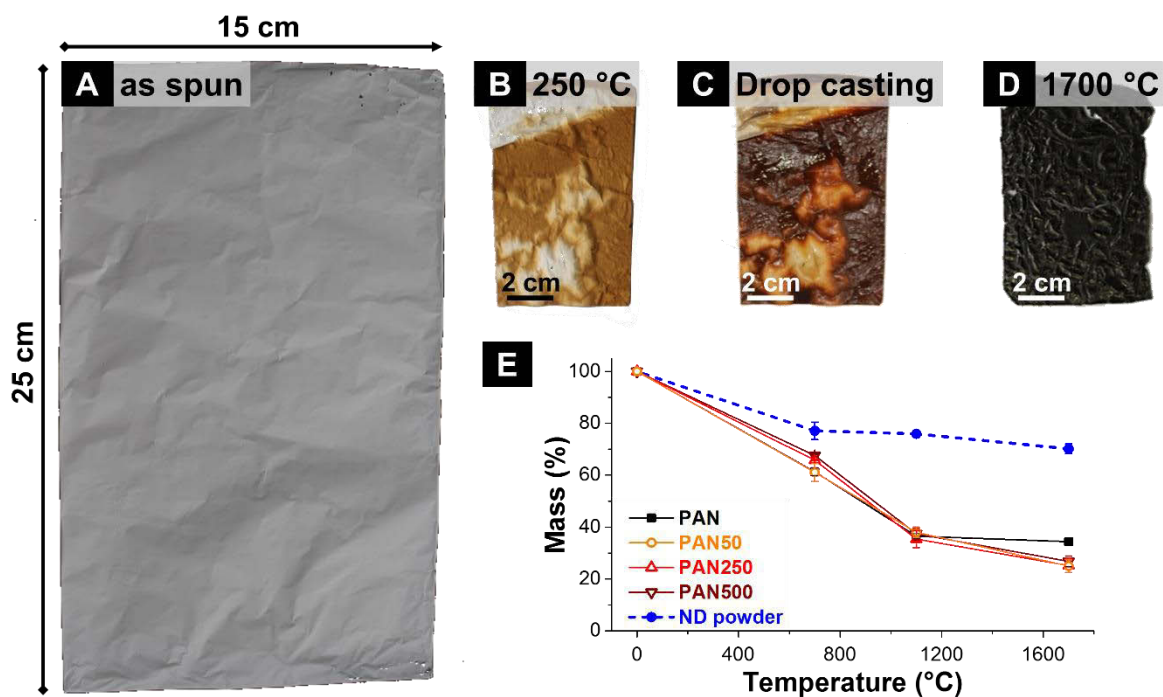 15 cm
25 cm
A as spun
B 250 °C
C Drop casting
D 1700 °C
2 cm
2 cm
2 cm
E
Mass (%)
100
80
60
40
20
0
PAN
PAN50
PAN250
PAN500
ND powder
0 400 800 1200 1600
Temperature (°C)